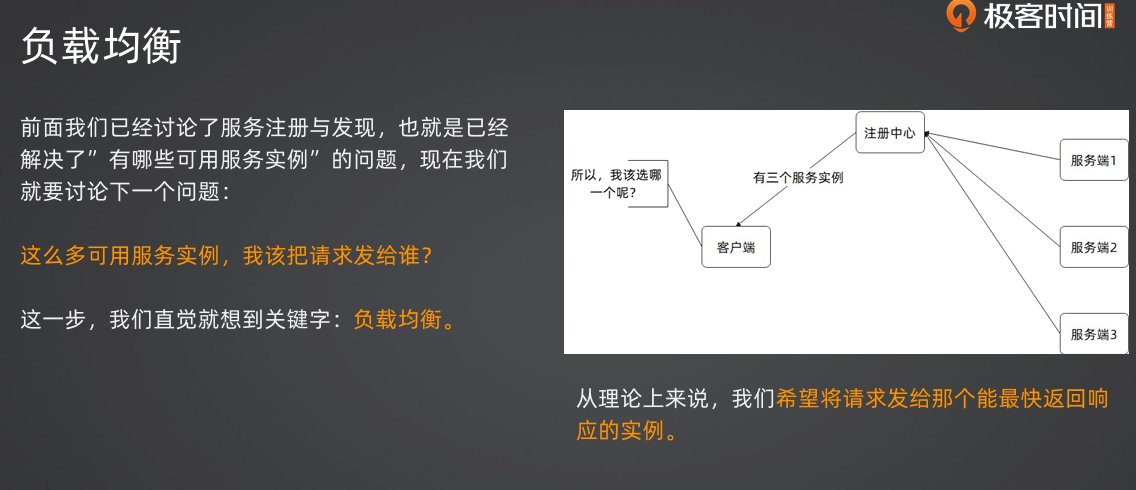 极客时间
训练营
负载均衡
前面我们已经讨论了服务注册与发现，也就是已经
解决了”有哪些可用服务实例”的问题，现在我们
就要讨论下一个问题：
这么多可用服务实例，我该把请求发给谁？
这一步，我们直觉就想到关键字：负载均衡。
注册中心
服务端1
所以，我该选哪
一个呢？
有三个服务实例
客户端
服务端2
服务端3
从理论上来说，我们希望将请求发给那个能最快返回响
应的实例。